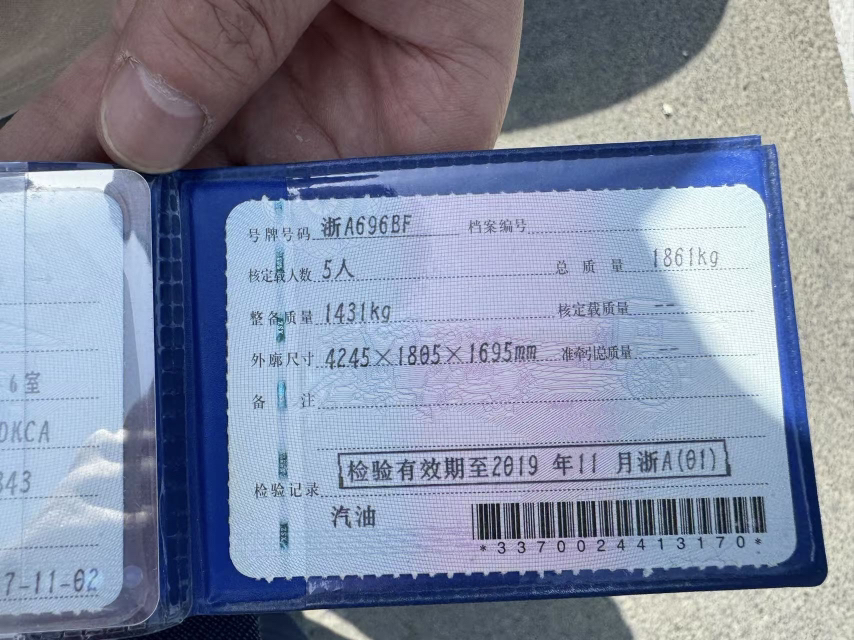 6室
DKCA
343
7-11-02
号牌号码 浙A696BF 档案编号
核定载人数 5人 总质量 1861kg
整备质量 1431kg 核定载质量 --
外廓尺寸 4245×1805×1695mm 准牵引总质量 --
备注
检验有效期至2019年11月浙A(01)
检验记录
汽油
*3370024413170*